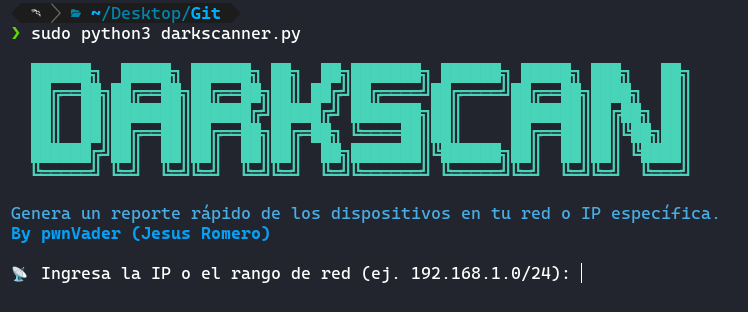 ~/Desktop/Git
❯ sudo python3 darkscanner.py
DARKSCAN
Genera un reporte rápido de los dispositivos en tu red o IP específica.
By pwnVader (Jesus Romero)
📡 Ingresa la IP o el rango de red (ej. 192.168.1.0/24):